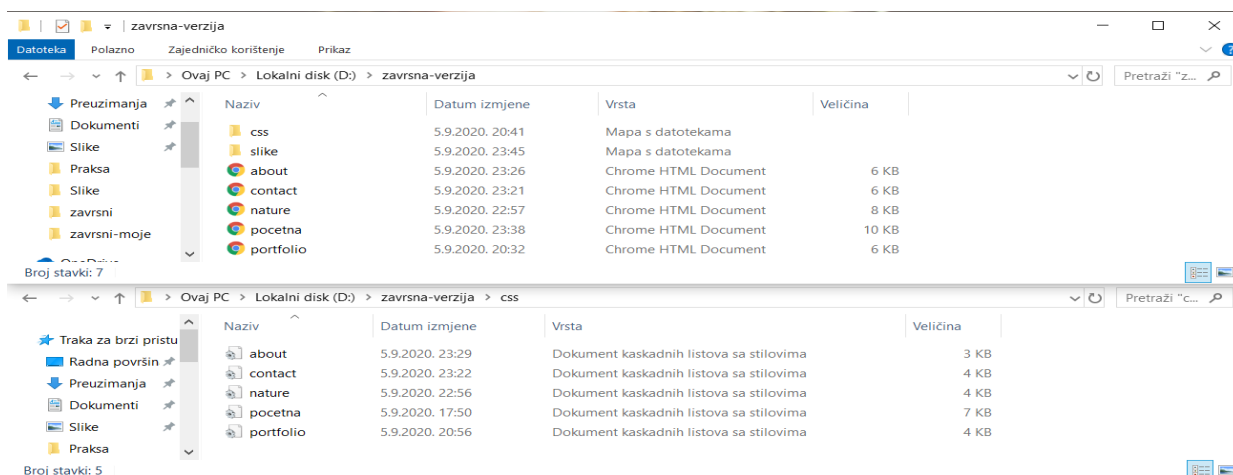 zavrsna-verzija
Datoteka Polazno Zajedničko korištenje Prikaz
Ovaj PC > Lokalni disk (D:) > zavrsna-verzija Pretraži "z...
Preuzimanja Naziv Datum izmjene Vrsta Veličina
Dokumenti css 5.9.2020. 20:41 Mapa s datotekama
Slike slike 5.9.2020. 23:45 Mapa s datotekama
Praksa about 5.9.2020. 23:26 Chrome HTML Document 6 KB
Slike contact 5.9.2020. 23:21 Chrome HTML Document 6 KB
zavrsni nature 5.9.2020. 22:57 Chrome HTML Document 8 KB
zavrsni-moje pocetna 5.9.2020. 23:38 Chrome HTML Document 10 KB
portfolio 5.9.2020. 20:32 Chrome HTML Document 6 KB
Broj stavki: 7
Ovaj PC > Lokalni disk (D:) > zavrsna-verzija > css Pretraži "c...
Naziv Datum izmjene Vrsta Veličina
Traka za brzi pristu
Radna površin about 5.9.2020. 23:29 Dokument kaskadnih listova sa stilovima 3 KB
Preuzimanja contact 5.9.2020. 23:22 Dokument kaskadnih listova sa stilovima 4 KB
Dokumenti nature 5.9.2020. 22:56 Dokument kaskadnih listova sa stilovima 4 KB
Slike pocetna 5.9.2020. 17:50 Dokument kaskadnih listova sa stilovima 7 KB
Praksa portfolio 5.9.2020. 20:56 Dokument kaskadnih listova sa stilovima 4 KB
Broj stavki: 5